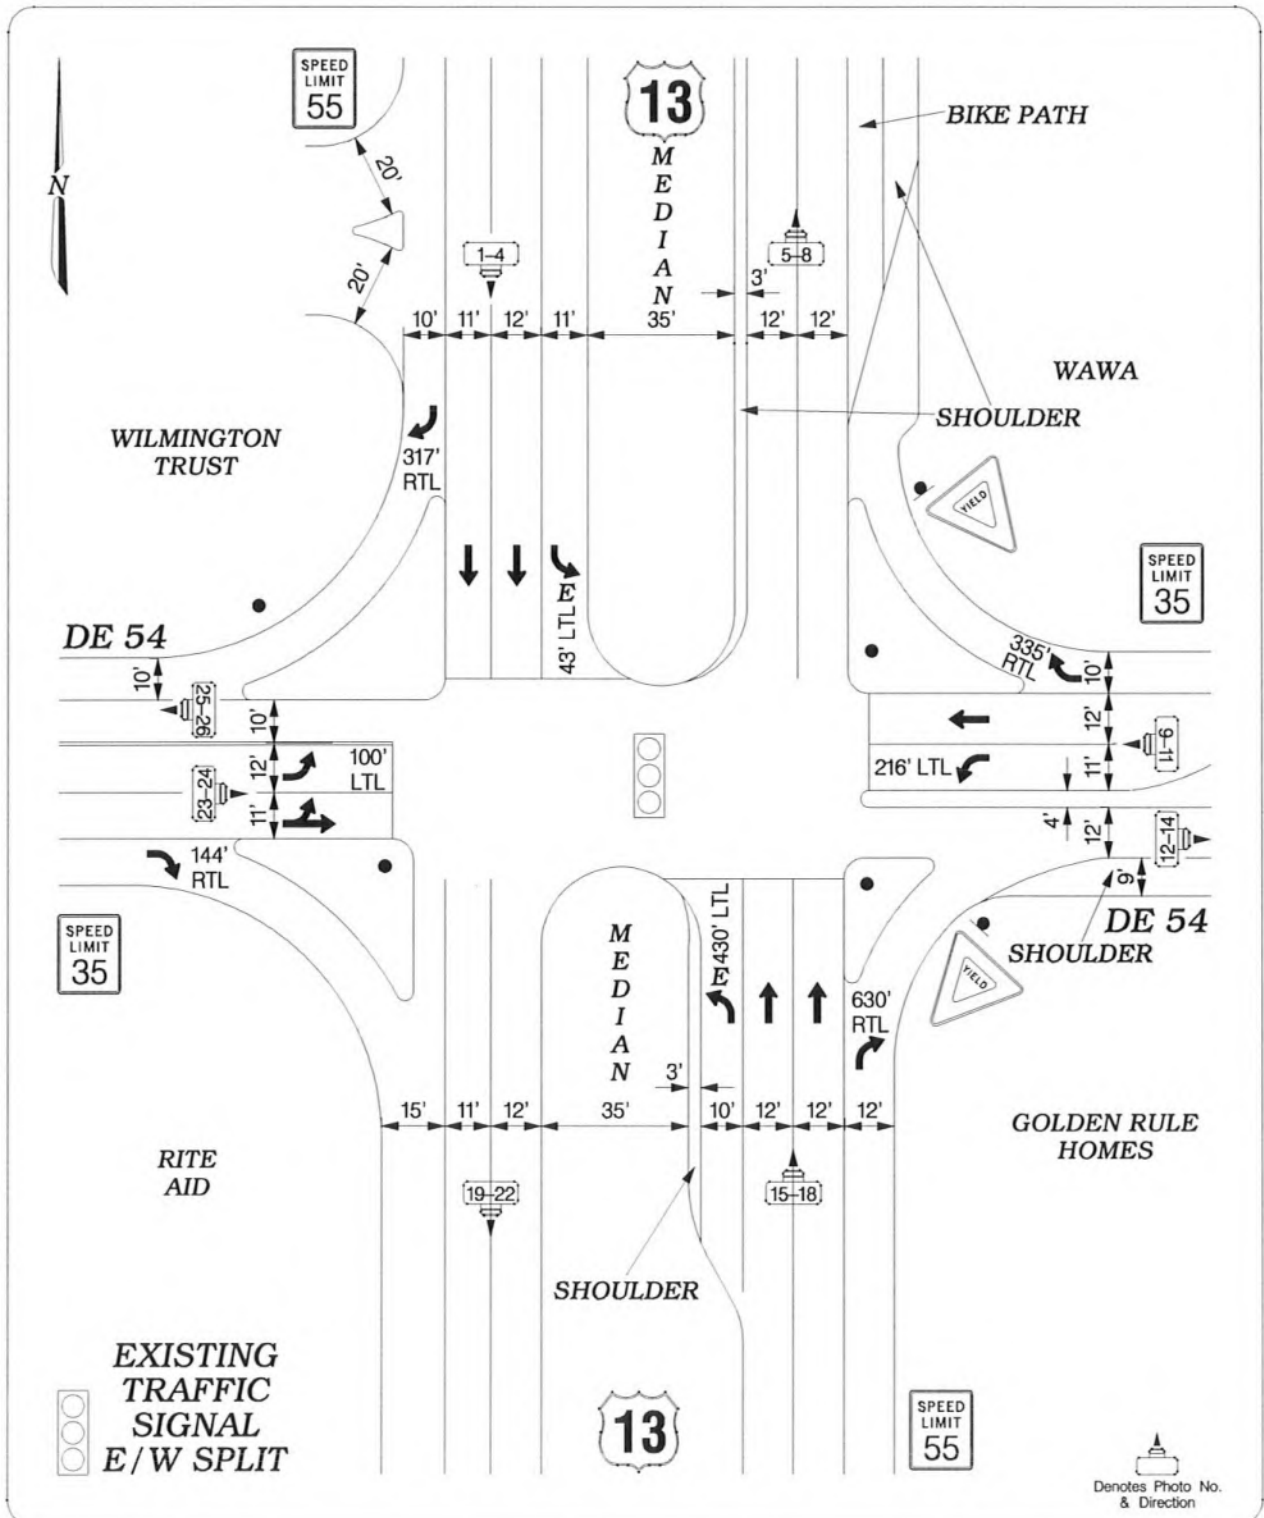 SPEED
LIMIT
55
13
MEDIAN
BIKE PATH
N
20'
20'
1-4
5-8
3'
10'
11'
12'
11'
35'
12'
12'
WAWA
SHOULDER
WILMINGTON
TRUST
317'
RTL
YIELD
SPEED
LIMIT
35
E
43' LTL
DE 54
335'
RTL
10'
10'
25-26
10'
12'
9-11
100'
LTL
12'
216' LTL
11'
23-24
11'
4'
12'
12-14
144'
RTL
9'
SPEED
LIMIT
35
DE 54
SHOULDER
MEDIAN
430' LTL
E
YIELD
630'
RTL
3'
15'
11'
12'
35'
10'
12'
12'
12'
GOLDEN RULE
HOMES
RITE
AID
19-22
15-18
SHOULDER
EXISTING
TRAFFIC
SIGNAL
E/W SPLIT
13
SPEED
LIMIT
55
Denotes Photo No.
& Direction